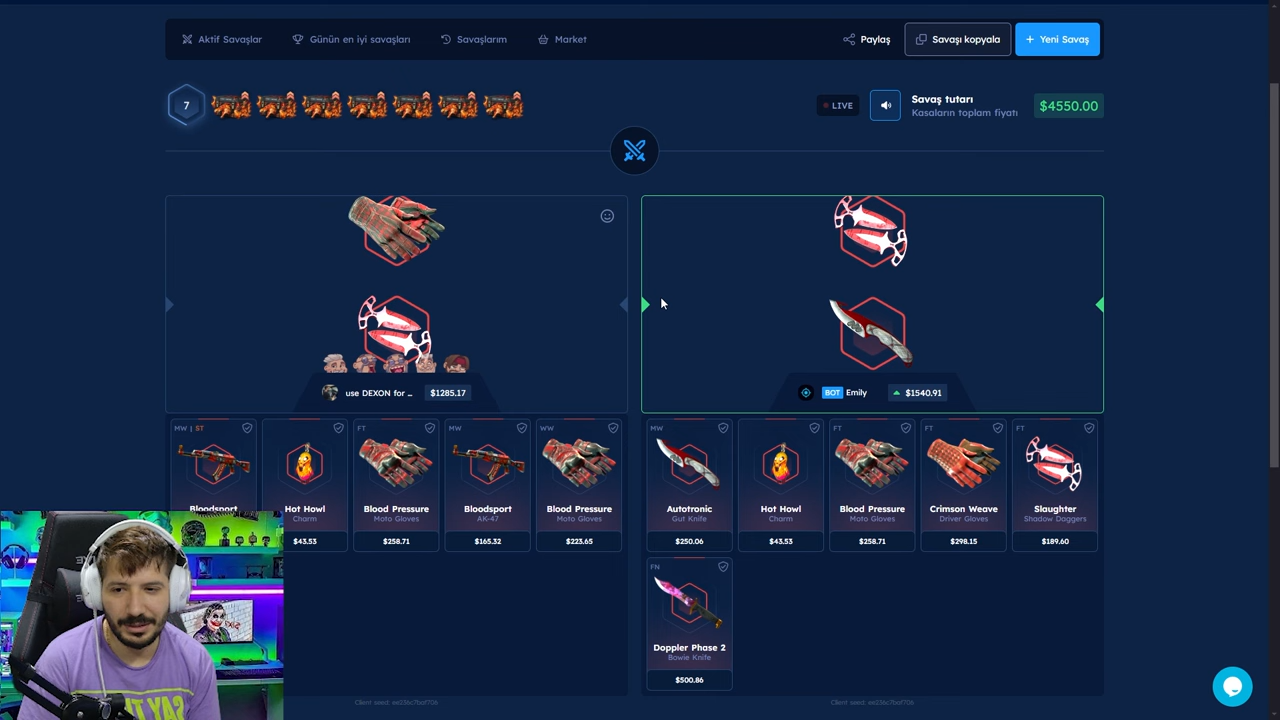 Aktif Savaşlar
Günün en iyi savaşları
Savaşlarım
Market
Paylaş
Savaşı kopyala
+ Yeni Savaş
7
LIVE
Savaş tutarı
Kasaların toplam fiyatı
$4550.00
use DEXON for ...
$1285.17
BOT Emily
$1540.91
MW | ST
Bloodsport
Hot Howl
Charm
$43.53
FT
Blood Pressure
Moto Gloves
$258.71
MW
Bloodsport
AK-47
$165.32
WW
Blood Pressure
Moto Gloves
$223.65
MW
Autotronic
Gut Knife
$250.06
Hot Howl
Charm
$43.53
FT
Blood Pressure
Moto Gloves
$258.71
FT
Crimson Weave
Driver Gloves
$298.15
FT
Slaughter
Shadow Daggers
$189.60
FN
Doppler Phase 2
Bowie Knife
$500.86